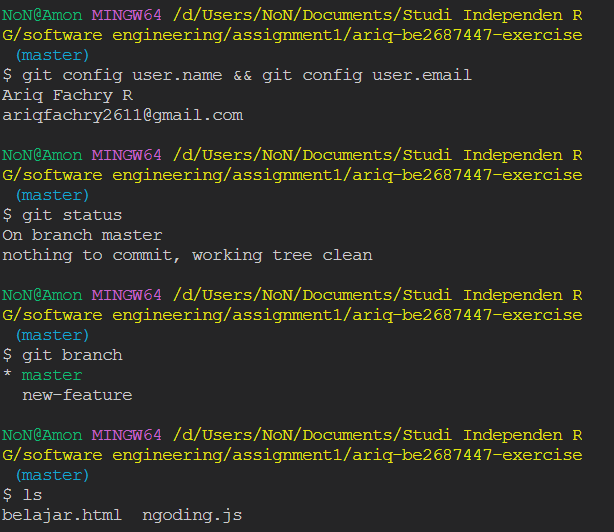 NoN@Amon MINGW64 /d/Users/NoN/Documents/Studi Independen R
G/software engineering/assignment1/ariq-be2687447-exercise
(master)
$ git config user.name && git config user.email
Ariq Fachry R
ariqfachry2611@gmail.com
NoN@Amon MINGW64 /d/Users/NoN/Documents/Studi Independen R
G/software engineering/assignment1/ariq-be2687447-exercise
(master)
$ git status
On branch master
nothing to commit, working tree clean
NoN@Amon MINGW64 /d/Users/NoN/Documents/Studi Independen R
G/software engineering/assignment1/ariq-be2687447-exercise
(master)
$ git branch
* master
new-feature
NoN@Amon MINGW64 /d/Users/NoN/Documents/Studi Independen R
G/software engineering/assignment1/ariq-be2687447-exercise
(master)
$ ls
belajar.html  ngoding.js